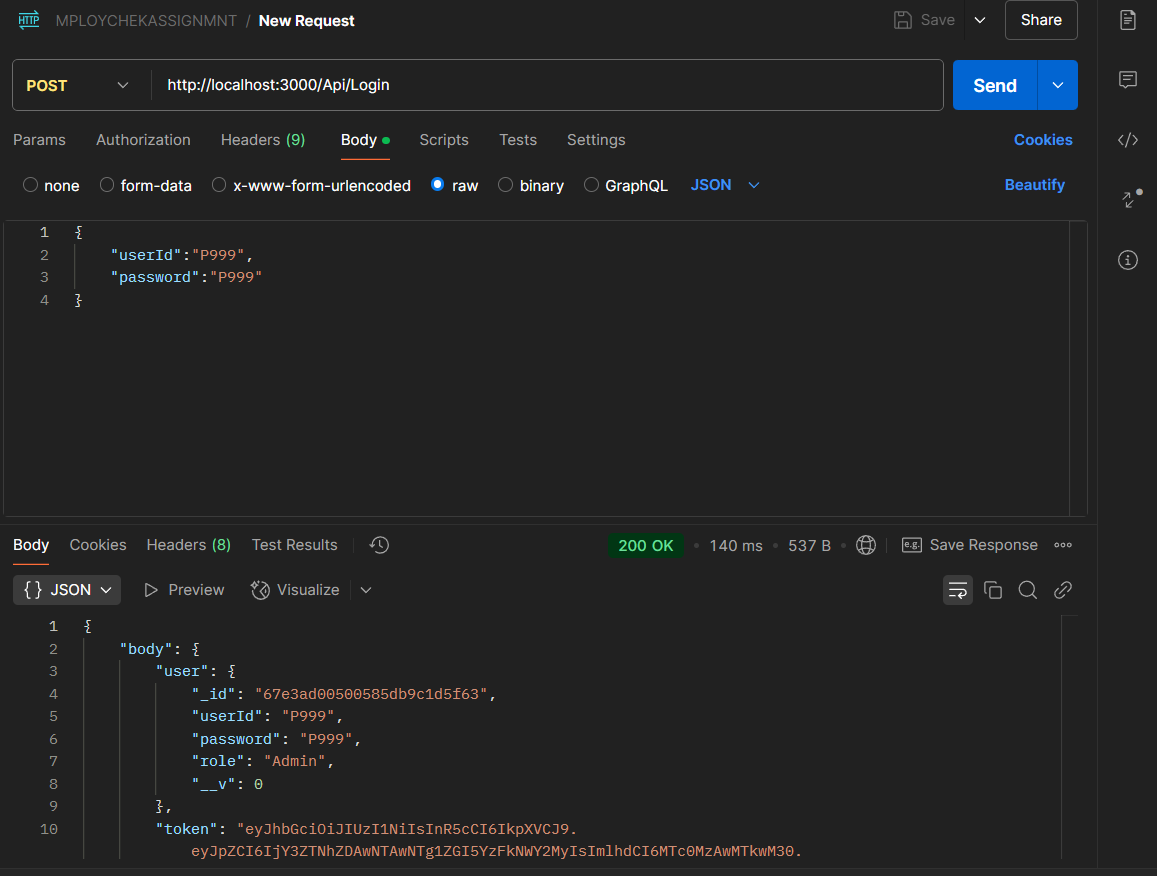 HTTP MPLOYCHEKASSIGNMNT / New Request Save Share
POST http://localhost:3000/Api/Login Send
Params Authorization Headers (9) Body Scripts Tests Settings Cookies
none form-data x-www-form-urlencoded raw binary GraphQL JSON Beautify
1 {
2 "userId":"P999",
3 "password":"P999"
4 }
Body Cookies Headers (8) Test Results 200 OK 140 ms 537 B e.g. Save Response
{} JSON Preview Visualize
1 {
2 "body": {
3 "user": {
4 "_id": "67e3ad00500585db9c1d5f63",
5 "userId": "P999",
6 "password": "P999",
7 "role": "Admin",
8 "__v": 0
9 },
10 "token": "eyJhbGciOiJIUzI1NiIsInR5cCI6IkpXVCJ9.
eyJpZCI6IjY3ZTNhZDAwNTAwNTg1ZGI5YzFkNWY2MyIsImlhdCI6MTc0MzAwMTkwM30.